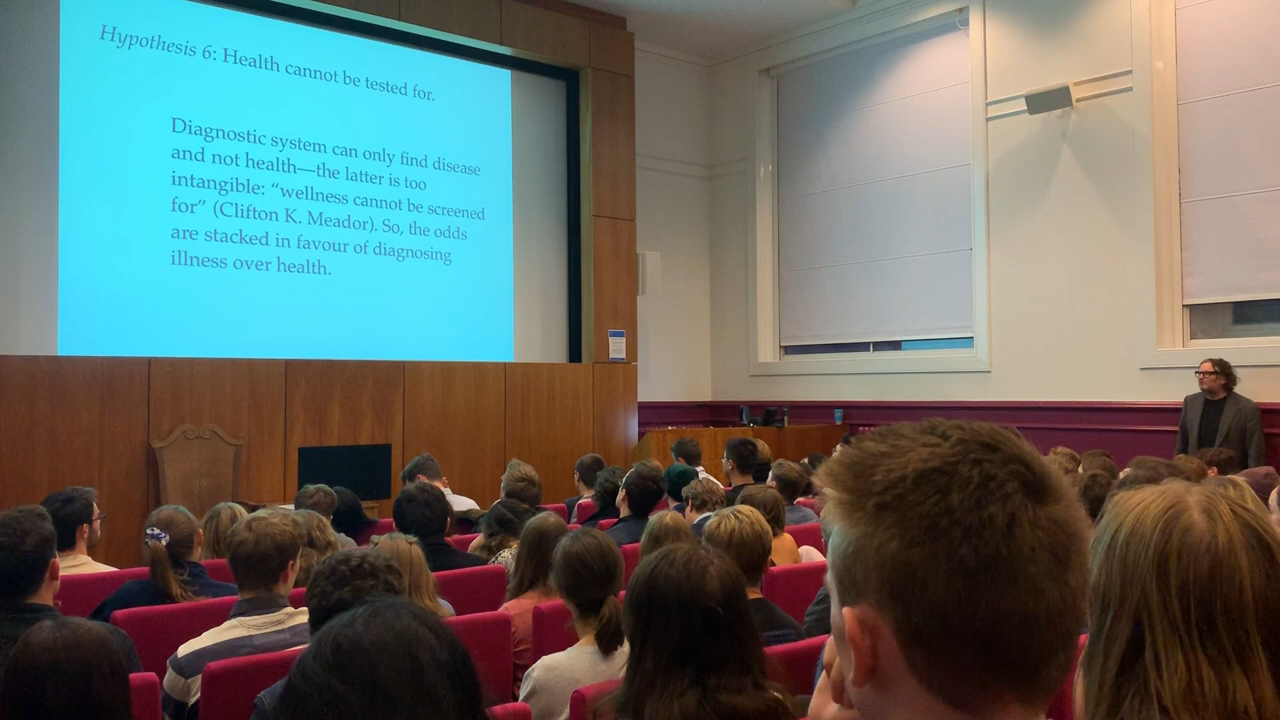 Hypothesis 6: Health cannot be tested for.
Diagnostic system can only find disease
and not health—the latter is too
intangible: “wellness cannot be screened
for” (Clifton K. Meador). So, the odds
are stacked in favour of diagnosing
illness over health.